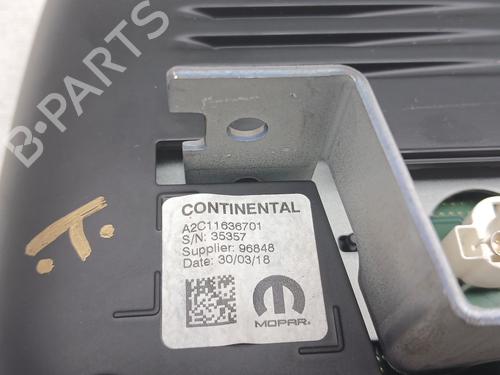 B-PARTS
CONTINENTAL
A2C11636701
S/N: 35357
Supplier: 96848
Date: 30/03/18
MOPAR
.T.